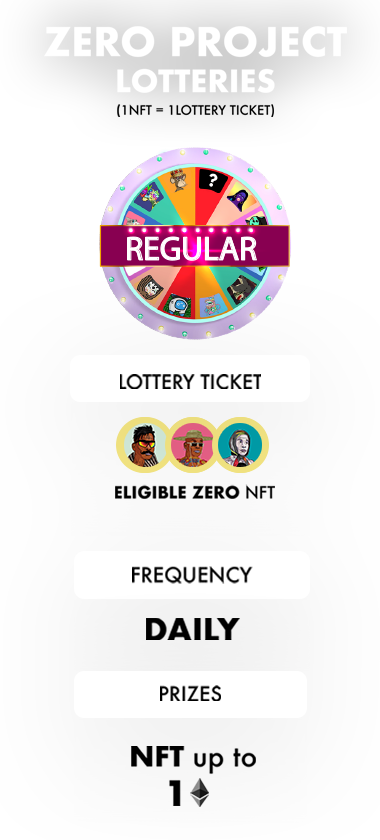 ZERO PROJECT
LOTTERIES
(1NFT = 1LOTTERY TICKET)
?
REGULAR
LOTTERY TICKET
ELIGIBLE ZERO NFT
FREQUENCY
DAILY
PRIZES
NFT up to
1